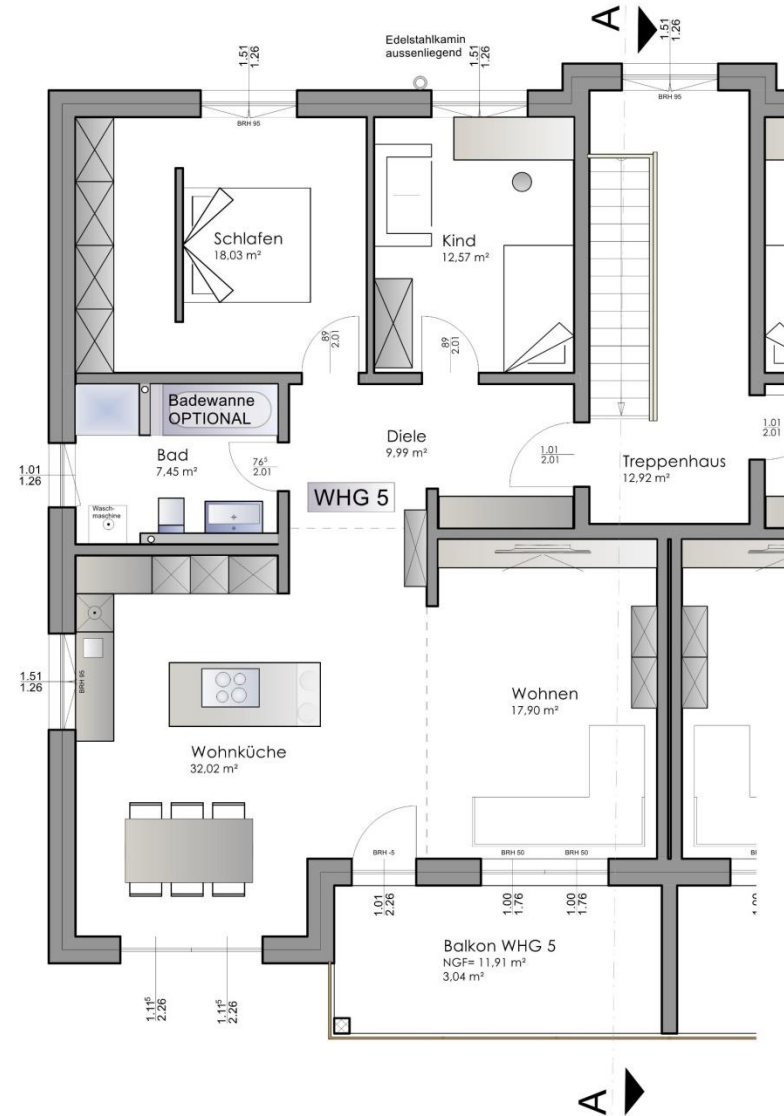 A
1.51
1.26
Edelstahlkamin
aussenliegend
1.51
1.26
1.51
1.26
BRH 95
BRH 95
Schlafen
18,03 m²
Kind
12,57 m²
89
2.01
89
2.01
Badewanne
OPTIONAL
Bad
7,45 m²
76⁵
2.01
Diele
9,99 m²
1.01
2.01
Treppenhaus
12,92 m²
1.01
2.01
1.01
1.26
WHG 5
Wasch-
maschine
1.51
1.26
BRH 95
Wohnen
17,90 m²
Wohnküche
32,02 m²
BRH -5
BRH 50
BRH 50
1.01
2.26
1.00
1.76
1.00
1.76
Balkon WHG 5
NGF= 11,91 m²
3,04 m²
1.11⁵
2.26
1.11⁵
2.26
A